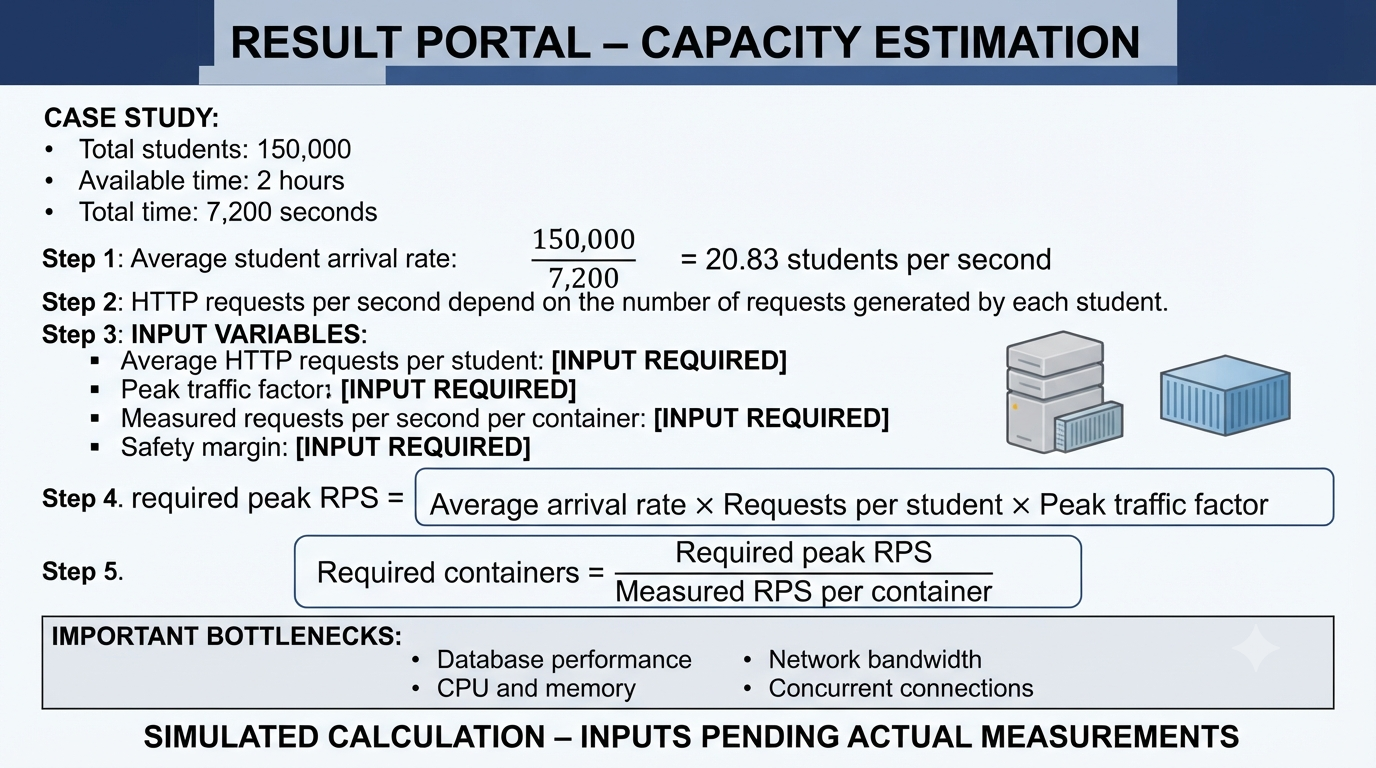 RESULT PORTAL – CAPACITY ESTIMATION
CASE STUDY:
• Total students: 150,000
• Available time: 2 hours
• Total time: 7,200 seconds
Step 1: Average student arrival rate: 150,000 / 7,200 = 20.83 students per second
Step 2: HTTP requests per second depend on the number of requests generated by each student.
Step 3: INPUT VARIABLES:
▪ Average HTTP requests per student: [INPUT REQUIRED]
▪ Peak traffic factor: [INPUT REQUIRED]
▪ Measured requests per second per container: [INPUT REQUIRED]
▪ Safety margin: [INPUT REQUIRED]
Step 4. required peak RPS = Average arrival rate × Requests per student × Peak traffic factor
Step 5. Required containers = Required peak RPS / Measured RPS per container
IMPORTANT BOTTLENECKS:
• Database performance
• CPU and memory
• Network bandwidth
• Concurrent connections
SIMULATED CALCULATION – INPUTS PENDING ACTUAL MEASUREMENTS